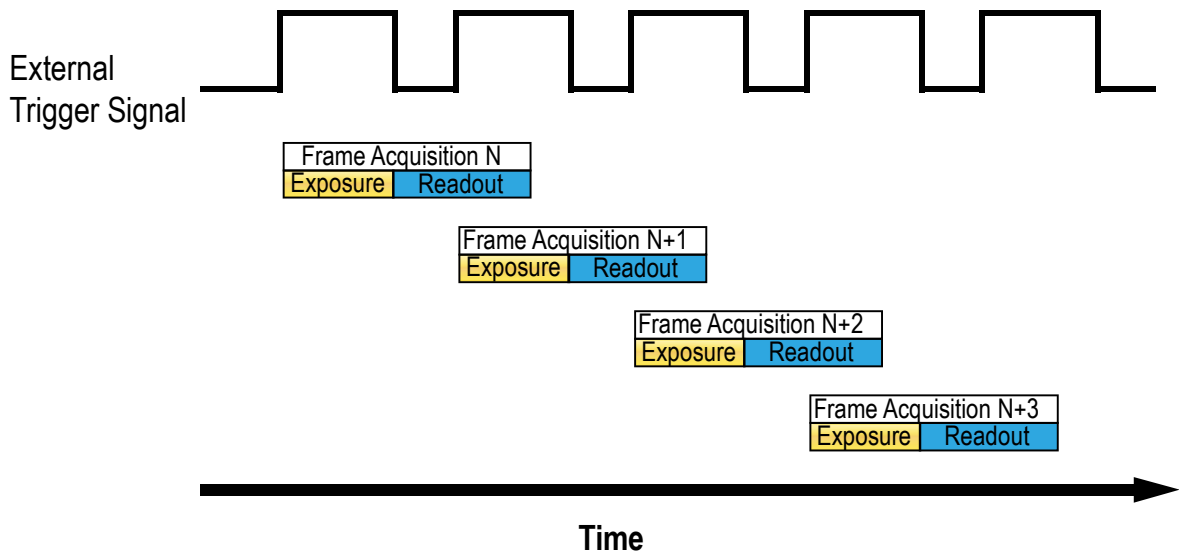 External
Trigger Signal
Frame Acquisition N
Exposure Readout
Frame Acquisition N+1
Exposure Readout
Frame Acquisition N+2
Exposure Readout
Frame Acquisition N+3
Exposure Readout
Time